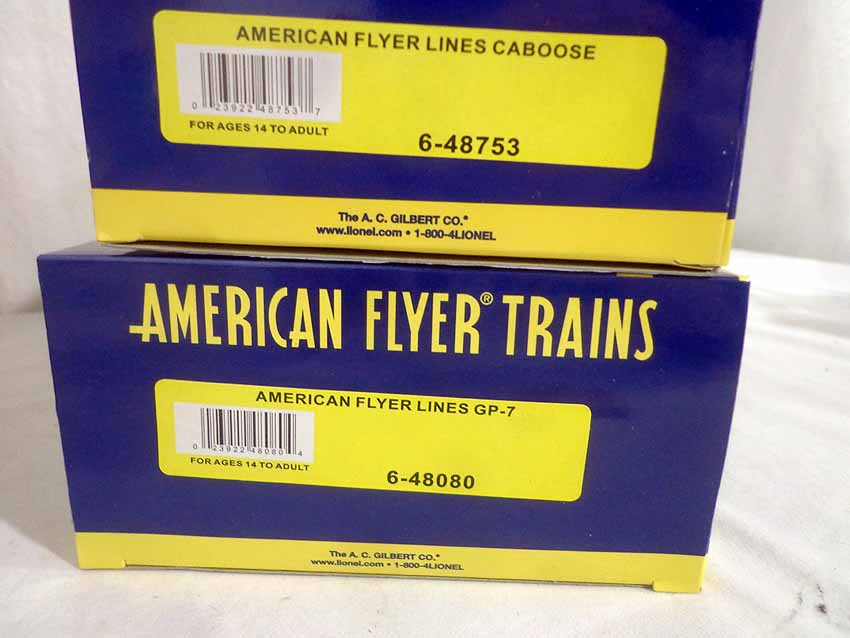 AMERICAN FLYER LINES CABOOSE
0 23922 48753 7
FOR AGES 14 TO ADULT
6-48753
The A. C. GILBERT CO.®
www.lionel.com • 1-800-4LIONEL
AMERICAN FLYER® TRAINS
AMERICAN FLYER LINES GP-7
0 23922 48080 4
FOR AGES 14 TO ADULT
6-48080
The A. C. GILBERT CO.®
www.lionel.com • 1-800-4LIONEL